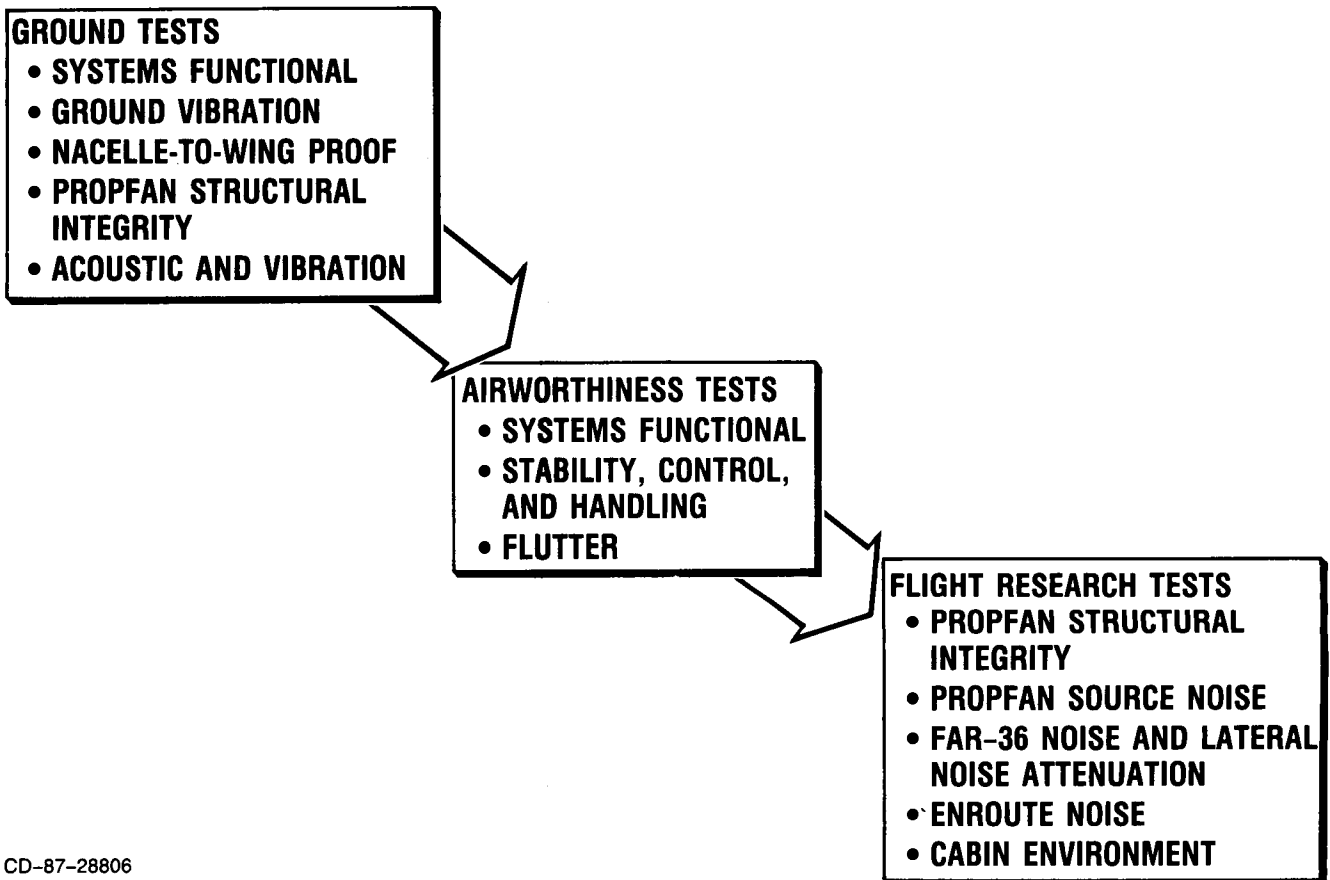 GROUND TESTS
• SYSTEMS FUNCTIONAL
• GROUND VIBRATION
• NACELLE-TO-WING PROOF
• PROPFAN STRUCTURAL
INTEGRITY
• ACOUSTIC AND VIBRATION
AIRWORTHINESS TESTS
• SYSTEMS FUNCTIONAL
• STABILITY, CONTROL,
AND HANDLING
• FLUTTER
FLIGHT RESEARCH TESTS
• PROPFAN STRUCTURAL
INTEGRITY
• PROPFAN SOURCE NOISE
• FAR-36 NOISE AND LATERAL
NOISE ATTENUATION
• ENROUTE NOISE
• CABIN ENVIRONMENT
CD-87-28806